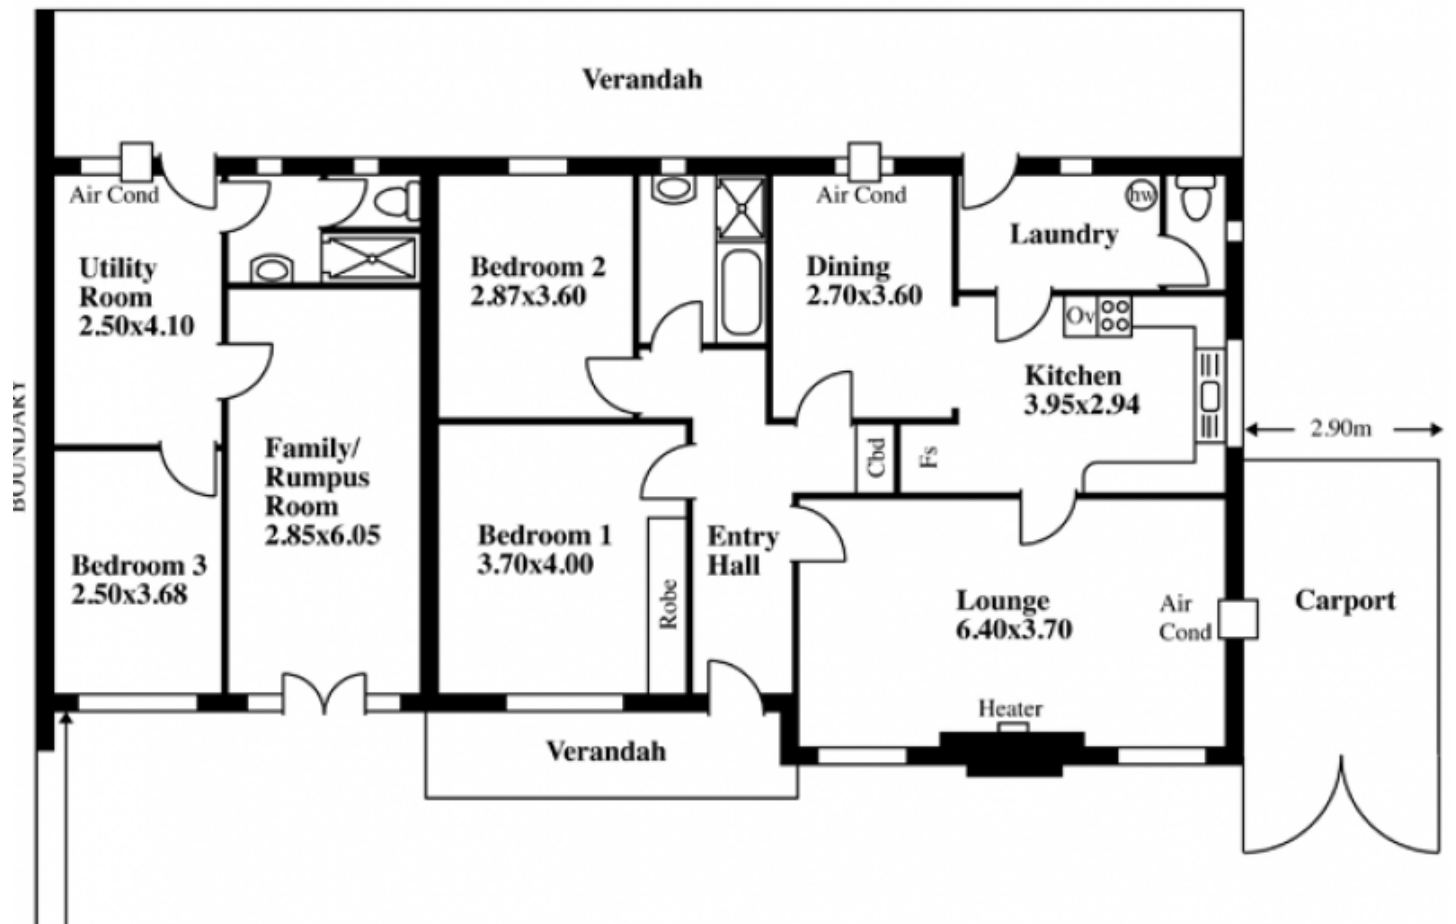 Verandah
Air Cond
Air Cond
hw
Laundry
Utility
Room
2.50x4.10
Bedroom 2
2.87x3.60
Dining
2.70x3.60
Ov
Kitchen
3.95x2.94
BOUNDARY
2.90m
Family/
Rumpus
Room
2.85x6.05
Cbd
Fs
Bedroom 3
2.50x3.68
Bedroom 1
3.70x4.00
Robe
Entry
Hall
Lounge
6.40x3.70
Air
Cond
Carport
Heater
Verandah